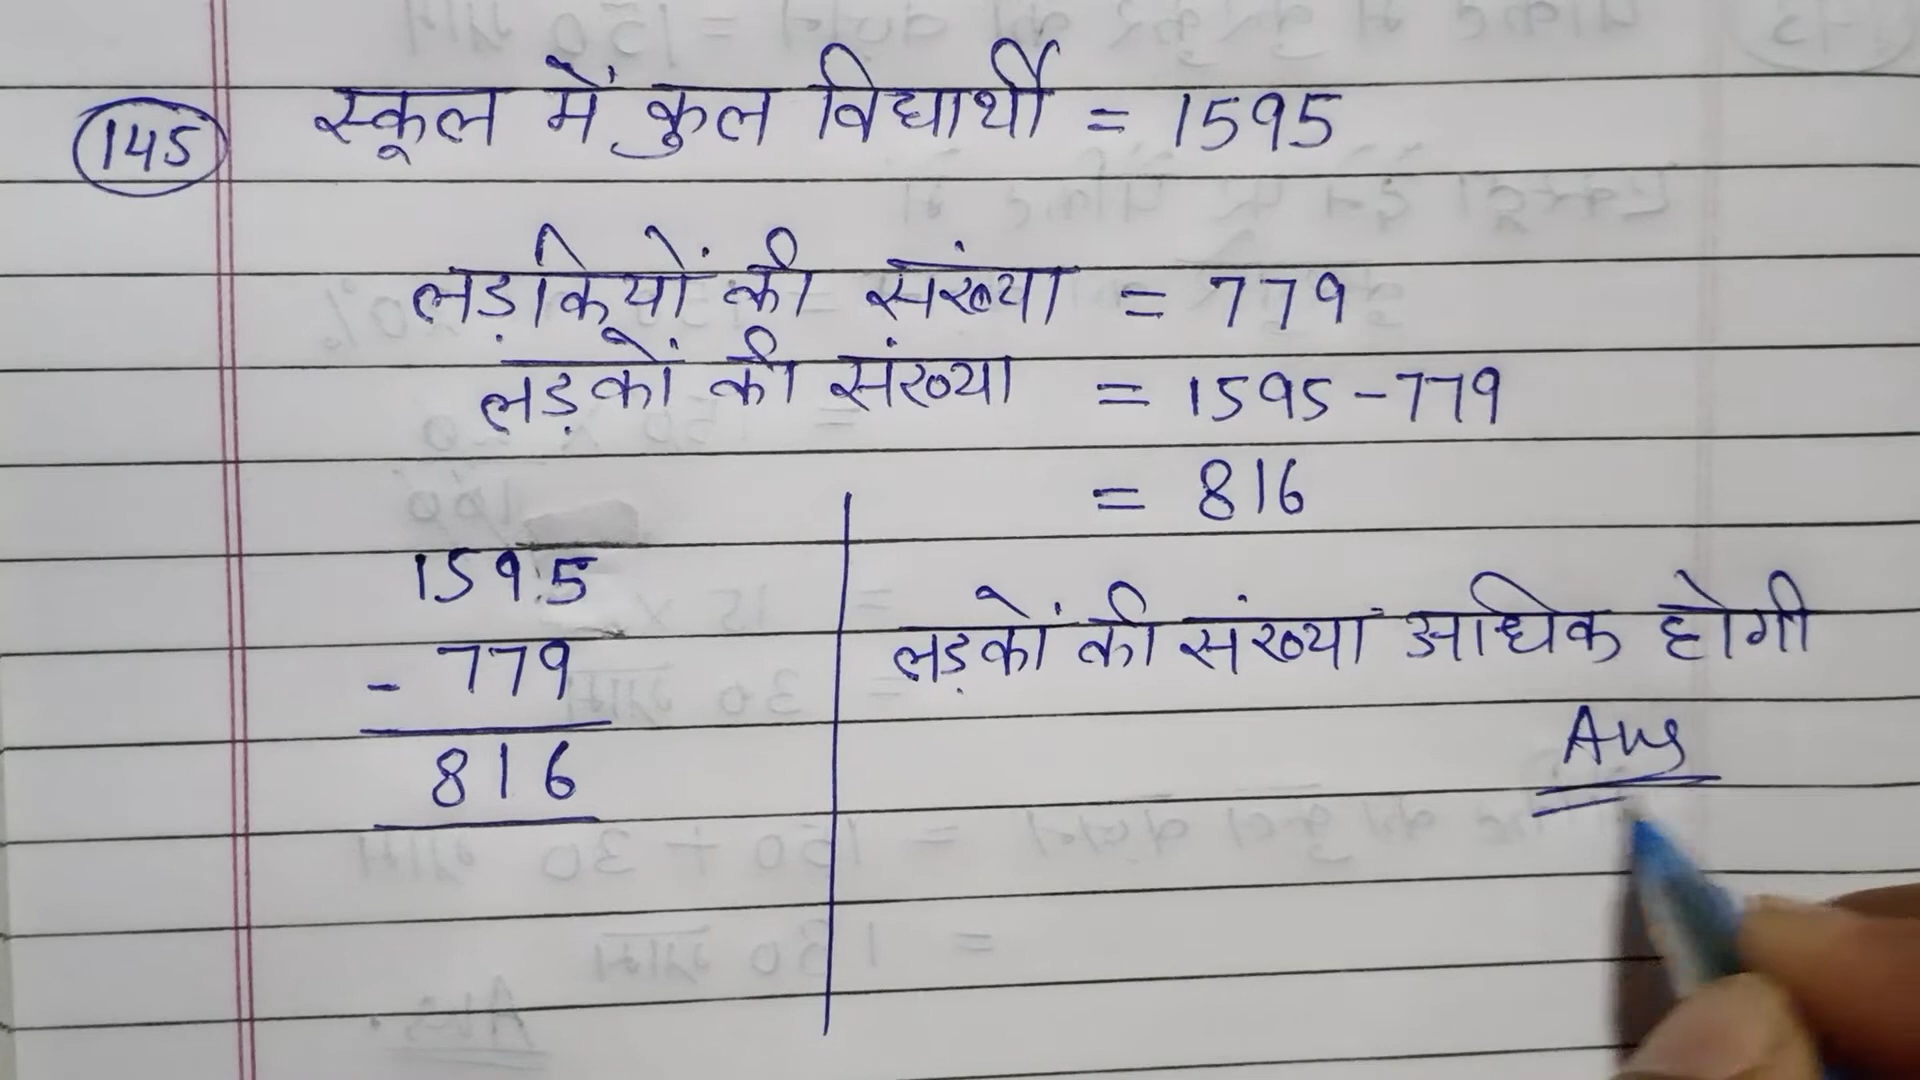 145 स्कूल में कुल विद्यार्थी = 1595
लड़कियों की संख्या = 779
लड़कों की संख्या = 1595 - 779
= 816
1595
- 779
816
लड़कों की संख्या अधिक होगी
Ans